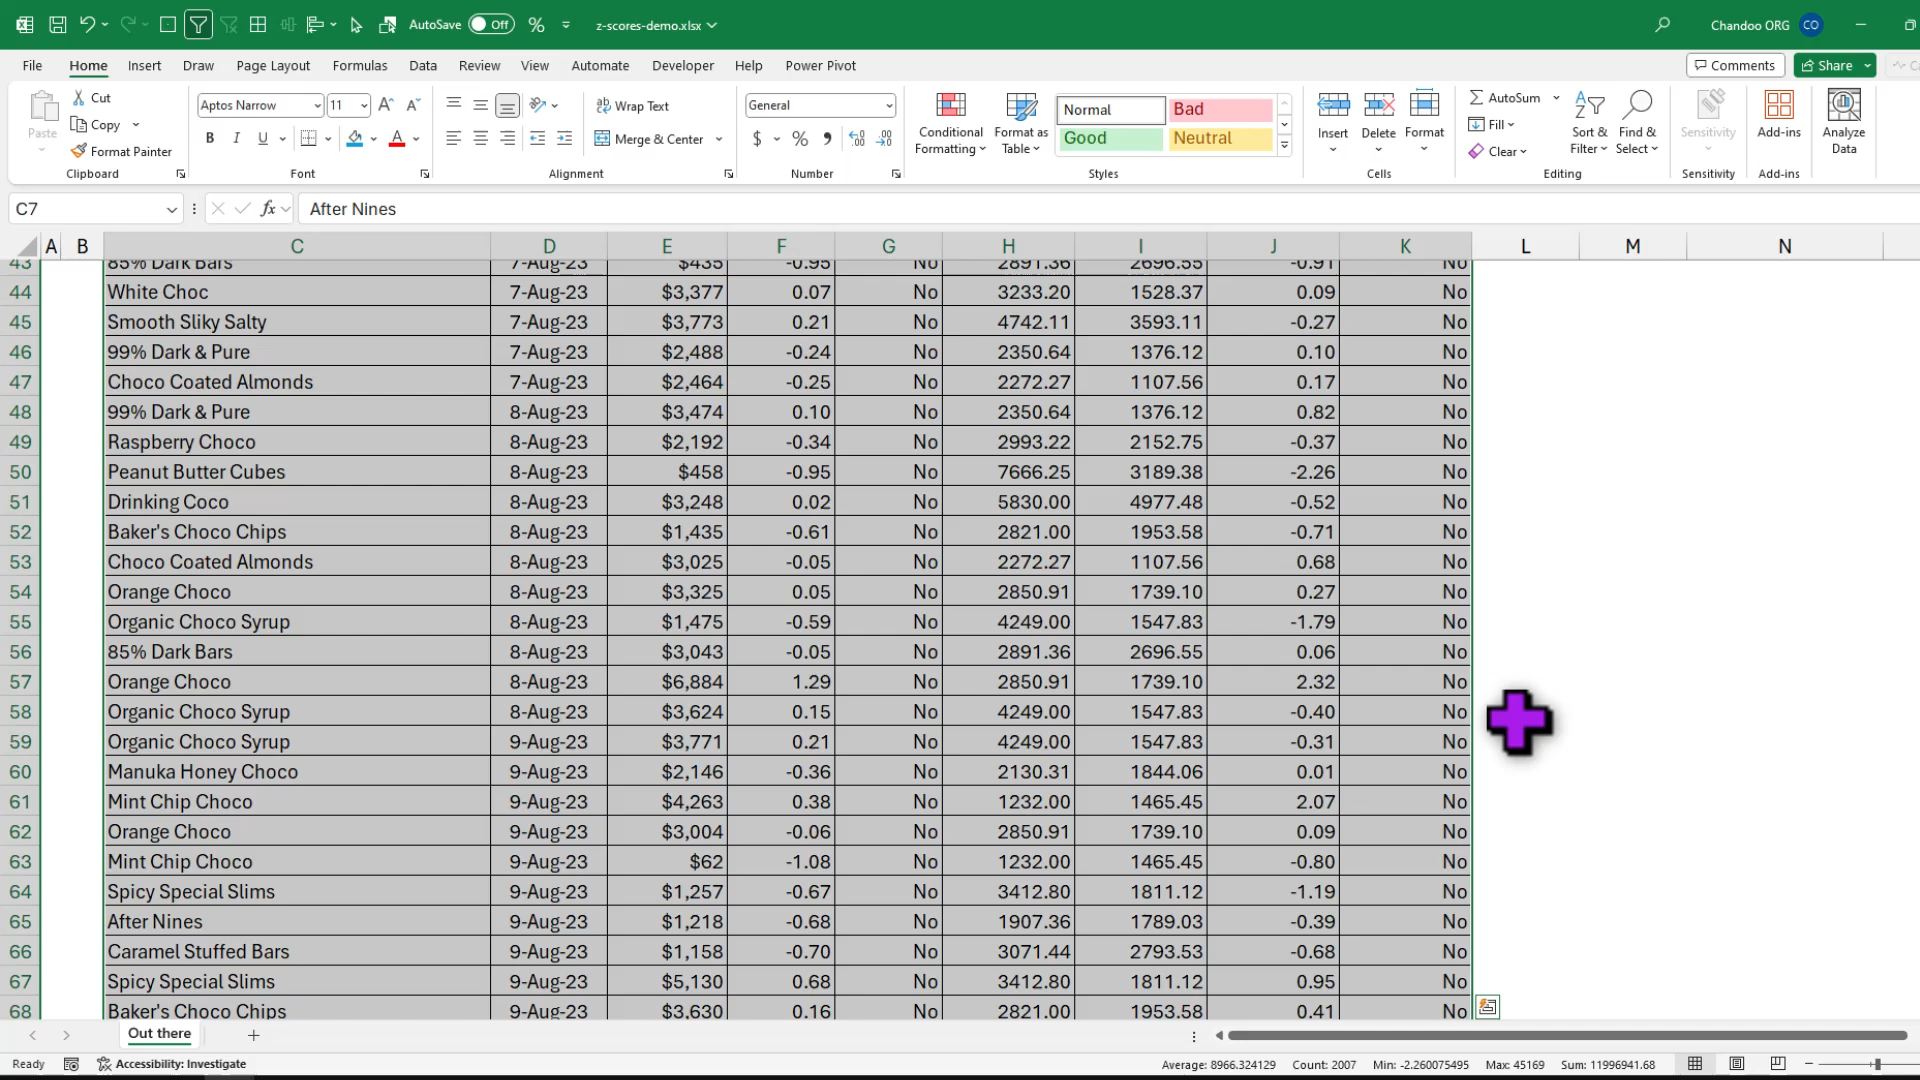 AutoSave Off % z-scores-demo.xlsx Chandoo ORG CO
File Home Insert Draw Page Layout Formulas Data Review View Automate Developer Help Power Pivot Comments Share
Paste Cut Copy Format Painter Clipboard
Aptos Narrow 11 B I U A Font
Wrap Text Merge & Center Alignment
General $ % Number
Conditional Formatting Format as Table Normal Bad Good Neutral Styles
Insert Delete Format Cells
AutoSum Fill Clear Sort & Filter Find & Select Editing
Sensitivity Sensitivity
Add-ins Add-ins
Analyze Data
C7 fx After Nines
A B C D E F G H I J K L M N
43 85% Dark Bars 7-Aug-23 $435 -0.95 No 2891.36 2696.55 -0.91 No
44 White Choc 7-Aug-23 $3,377 0.07 No 3233.20 1528.37 0.09 No
45 Smooth Sliky Salty 7-Aug-23 $3,773 0.21 No 4742.11 3593.11 -0.27 No
46 99% Dark & Pure 7-Aug-23 $2,488 -0.24 No 2350.64 1376.12 0.10 No
47 Choco Coated Almonds 7-Aug-23 $2,464 -0.25 No 2272.27 1107.56 0.17 No
48 99% Dark & Pure 8-Aug-23 $3,474 0.10 No 2350.64 1376.12 0.82 No
49 Raspberry Choco 8-Aug-23 $2,192 -0.34 No 2993.22 2152.75 -0.37 No
50 Peanut Butter Cubes 8-Aug-23 $458 -0.95 No 7666.25 3189.38 -2.26 No
51 Drinking Coco 8-Aug-23 $3,248 0.02 No 5830.00 4977.48 -0.52 No
52 Baker's Choco Chips 8-Aug-23 $1,435 -0.61 No 2821.00 1953.58 -0.71 No
53 Choco Coated Almonds 8-Aug-23 $3,025 -0.05 No 2272.27 1107.56 0.68 No
54 Orange Choco 8-Aug-23 $3,325 0.05 No 2850.91 1739.10 0.27 No
55 Organic Choco Syrup 8-Aug-23 $1,475 -0.59 No 4249.00 1547.83 -1.79 No
56 85% Dark Bars 8-Aug-23 $3,043 -0.05 No 2891.36 2696.55 0.06 No
57 Orange Choco 8-Aug-23 $6,884 1.29 No 2850.91 1739.10 2.32 No
58 Organic Choco Syrup 8-Aug-23 $3,624 0.15 No 4249.00 1547.83 -0.40 No
59 Organic Choco Syrup 9-Aug-23 $3,771 0.21 No 4249.00 1547.83 -0.31 No
60 Manuka Honey Choco 9-Aug-23 $2,146 -0.36 No 2130.31 1844.06 0.01 No
61 Mint Chip Choco 9-Aug-23 $4,263 0.38 No 1232.00 1465.45 2.07 No
62 Orange Choco 9-Aug-23 $3,004 -0.06 No 2850.91 1739.10 0.09 No
63 Mint Chip Choco 9-Aug-23 $62 -1.08 No 1232.00 1465.45 -0.80 No
64 Spicy Special Slims 9-Aug-23 $1,257 -0.67 No 3412.80 1811.12 -1.19 No
65 After Nines 9-Aug-23 $1,218 -0.68 No 1907.36 1789.03 -0.39 No
66 Caramel Stuffed Bars 9-Aug-23 $1,158 -0.70 No 3071.44 2793.53 -0.68 No
67 Spicy Special Slims 9-Aug-23 $5,130 0.68 No 3412.80 1811.12 0.95 No
68 Baker's Choco Chips 9-Aug-23 $3,630 0.16 No 2821.00 1953.58 0.41 No
Out there
Ready Accessibility: Investigate Average: 8966.324129 Count: 2007 Min: -2.260075495 Max: 45169 Sum: 11996941.68